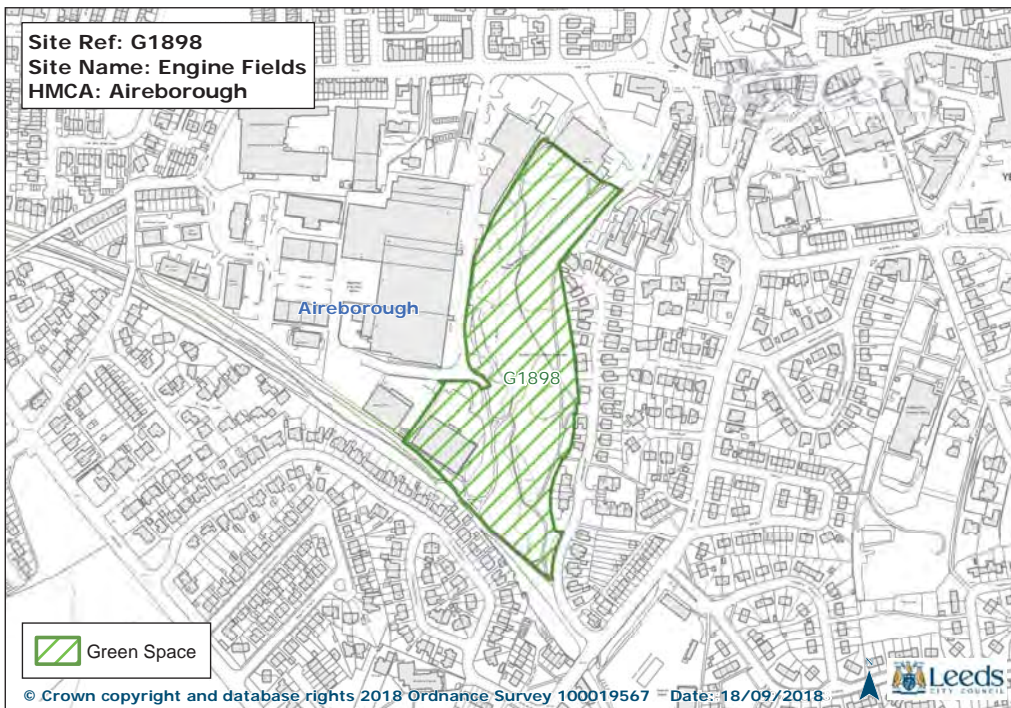 Site Ref: G1898
Site Name: Engine Fields
HMCA: Aireborough
Aireborough
G1898
Green Space
© Crown copyright and database rights 2018 Ordnance Survey 100019567 Date: 18/09/2018
N
Leeds
CITY COUNCIL